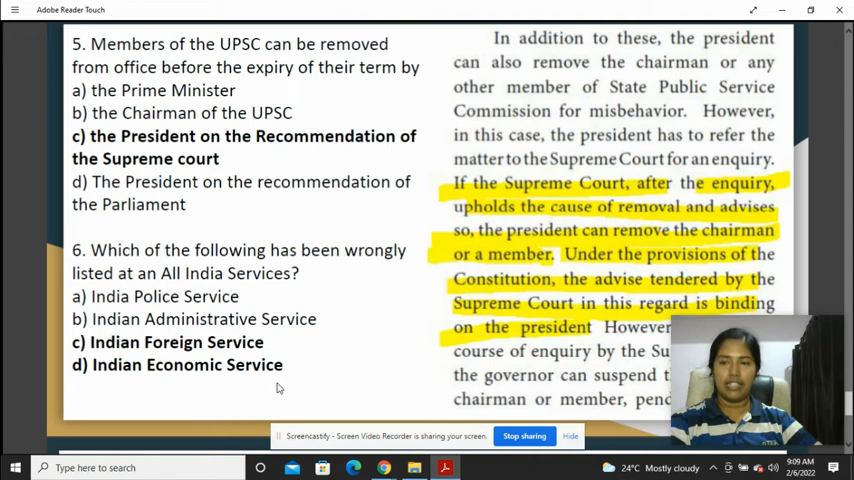 Adobe Reader Touch
5. Members of the UPSC can be removed
from office before the expiry of their term by
a) the Prime Minister
b) the Chairman of the UPSC
c) the President on the Recommendation of
the Supreme court
d) The President on the recommendation of
the Parliament
6. Which of the following has been wrongly
listed at an All India Services?
a) India Police Service
b) Indian Administrative Service
c) Indian Foreign Service
d) Indian Economic Service
In addition to these, the president
can also remove the chairman or any
other member of State Public Service
Commission for misbehavior. However,
in this case, the president has to refer the
matter to the Supreme Court for an enquiry.
If the Supreme Court, after the enquiry,
upholds the cause of removal and advises
so, the president can remove the chairman
or a member. Under the provisions of the
Constitution, the advise tendered by the
Supreme Court in this regard is binding
on the president However
course of enquiry by the Su
the governor can suspend
chairman or member, pen
Screencastify - Screen Video Recorder is sharing your screen.
Stop sharing
Hide
Type here to search
24°C Mostly cloudy
9:09 AM
2/6/2022